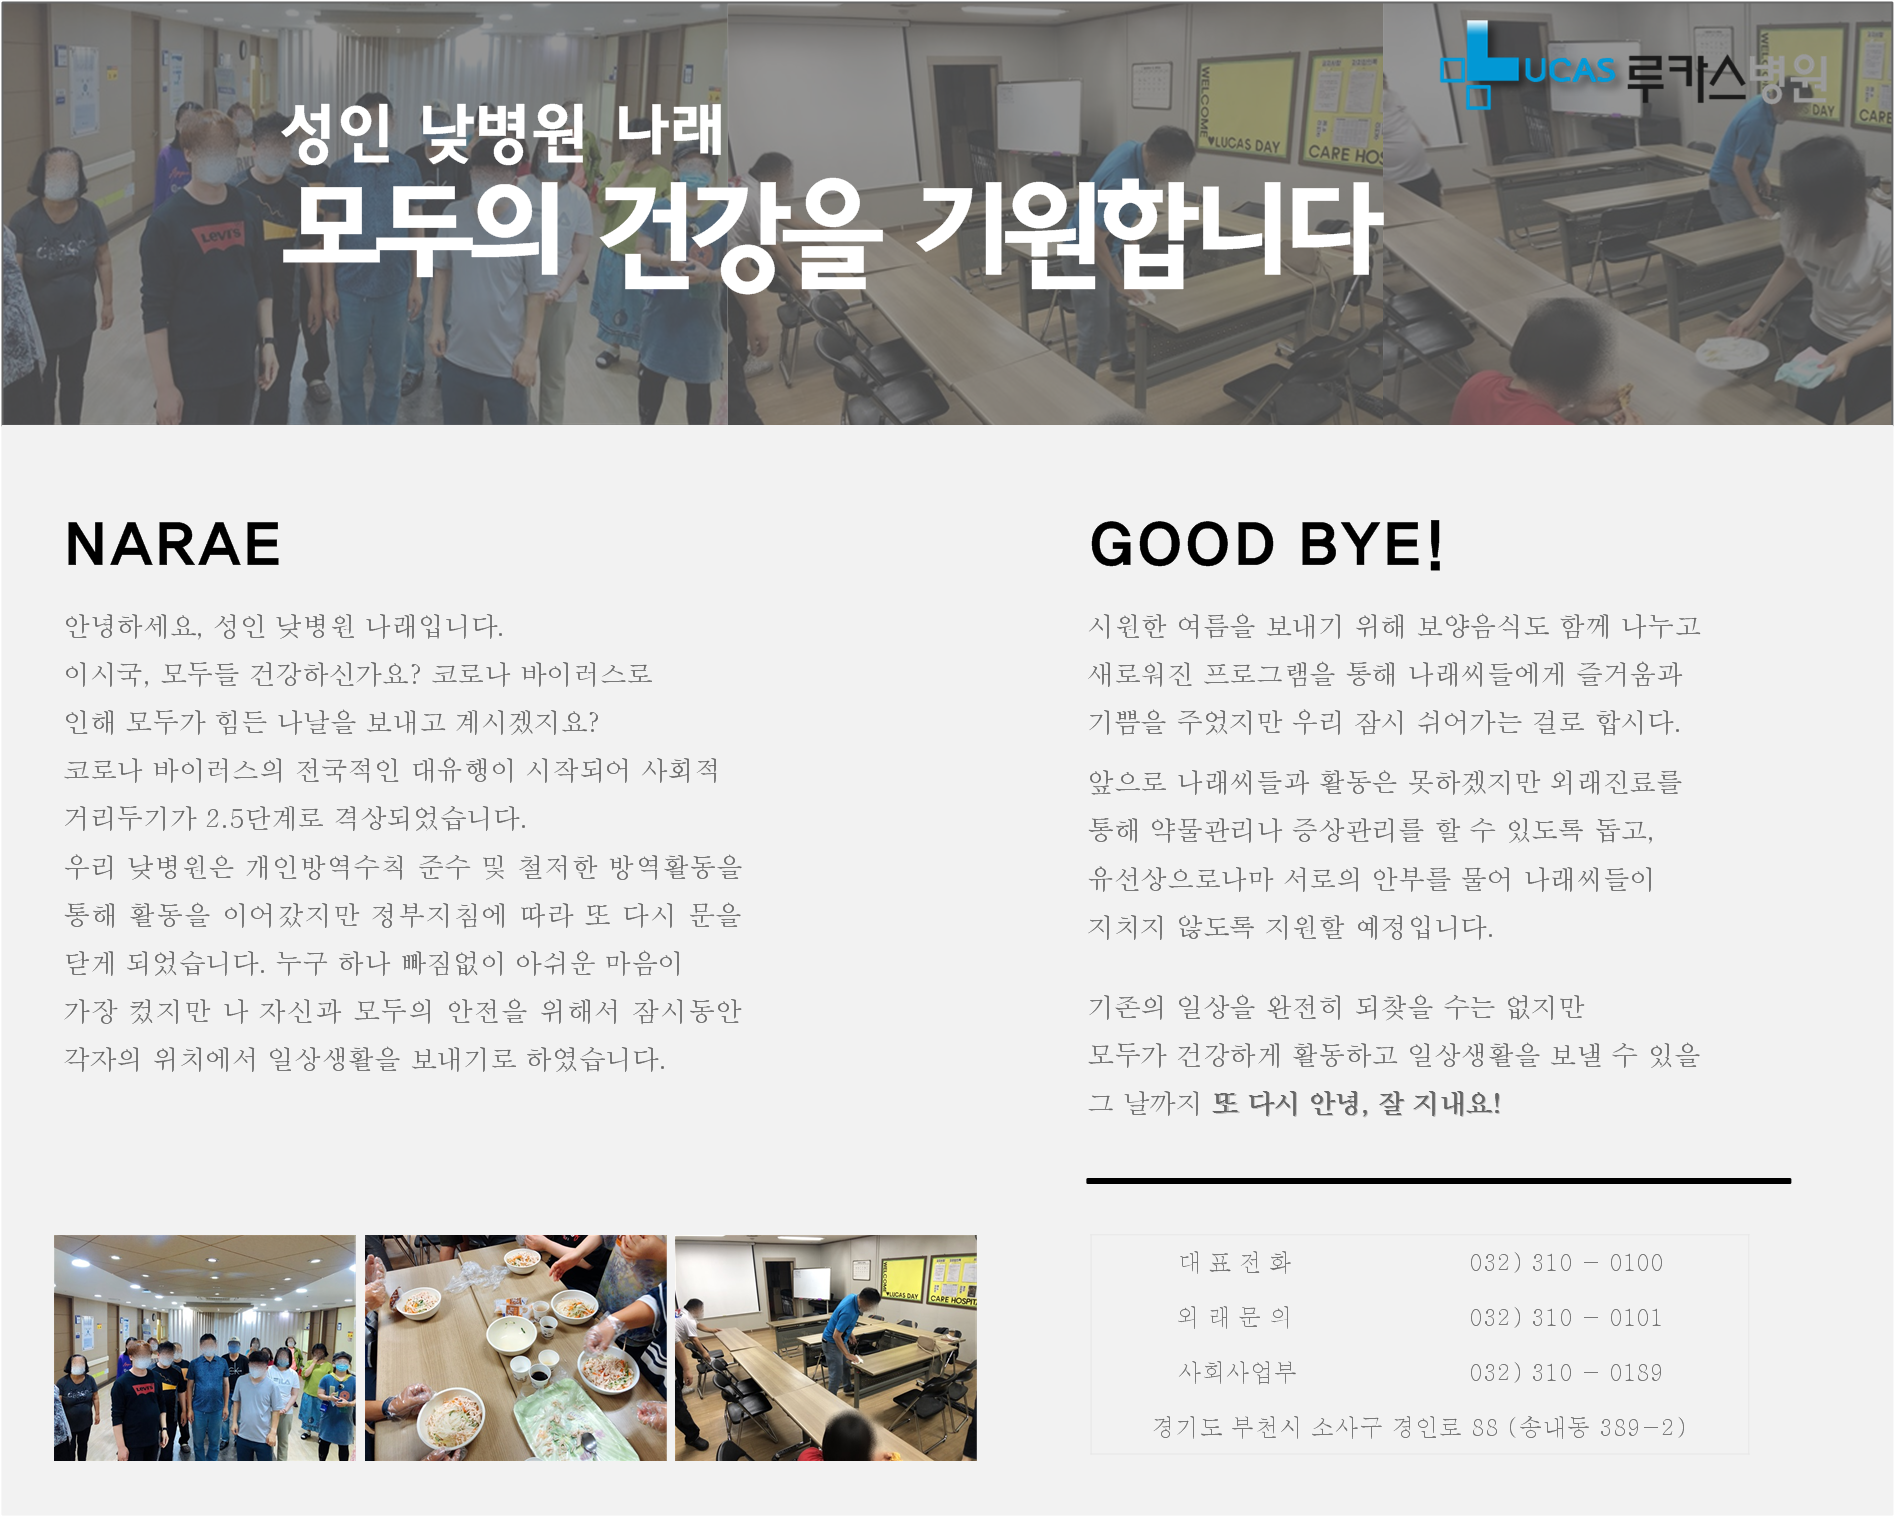 LUCAS 루카스병원
성인 낮병원 나래
모두의 건강을 기원합니다
WELCOME
LUCAS DAY
CARE HOS
WELL
S DAY
CARE
Levi's
NARAE
안녕하세요, 성인 낮병원 나래입니다.
이시국, 모두들 건강하신가요? 코로나 바이러스로
인해 모두가 힘든 나날을 보내고 계시겠지요?
코로나 바이러스의 전국적인 대유행이 시작되어 사회적
거리두기가 2.5단계로 격상되었습니다.
우리 낮병원은 개인방역수칙 준수 및 철저한 방역활동을
통해 활동을 이어갔지만 정부지침에 따라 또 다시 문을
닫게 되었습니다. 누구 하나 빠짐없이 아쉬운 마음이
가장 컸지만 나 자신과 모두의 안전을 위해서 잠시동안
각자의 위치에서 일상생활을 보내기로 하였습니다.
GOOD BYE!
시원한 여름을 보내기 위해 보양음식도 함께 나누고
새로워진 프로그램을 통해 나래씨들에게 즐거움과
기쁨을 주었지만 우리 잠시 쉬어가는 걸로 합시다.
앞으로 나래씨들과 활동은 못하겠지만 외래진료를
통해 약물관리나 증상관리를 할 수 있도록 돕고,
유선상으로나마 서로의 안부를 물어 나래씨들이
지치지 않도록 지원할 예정입니다.
기존의 일상을 완전히 되찾을 수는 없지만
모두가 건강하게 활동하고 일상생활을 보낼 수 있을
그 날까지 또 다시 안녕, 잘 지내요!
WELCOME
LUCAS DAY
CARE HOSPITA
대표전화 032) 310 - 0100
외래문의 032) 310 - 0101
사회사업부 032) 310 - 0189
경기도 부천시 소사구 경인로 88 (송내동 389-2)